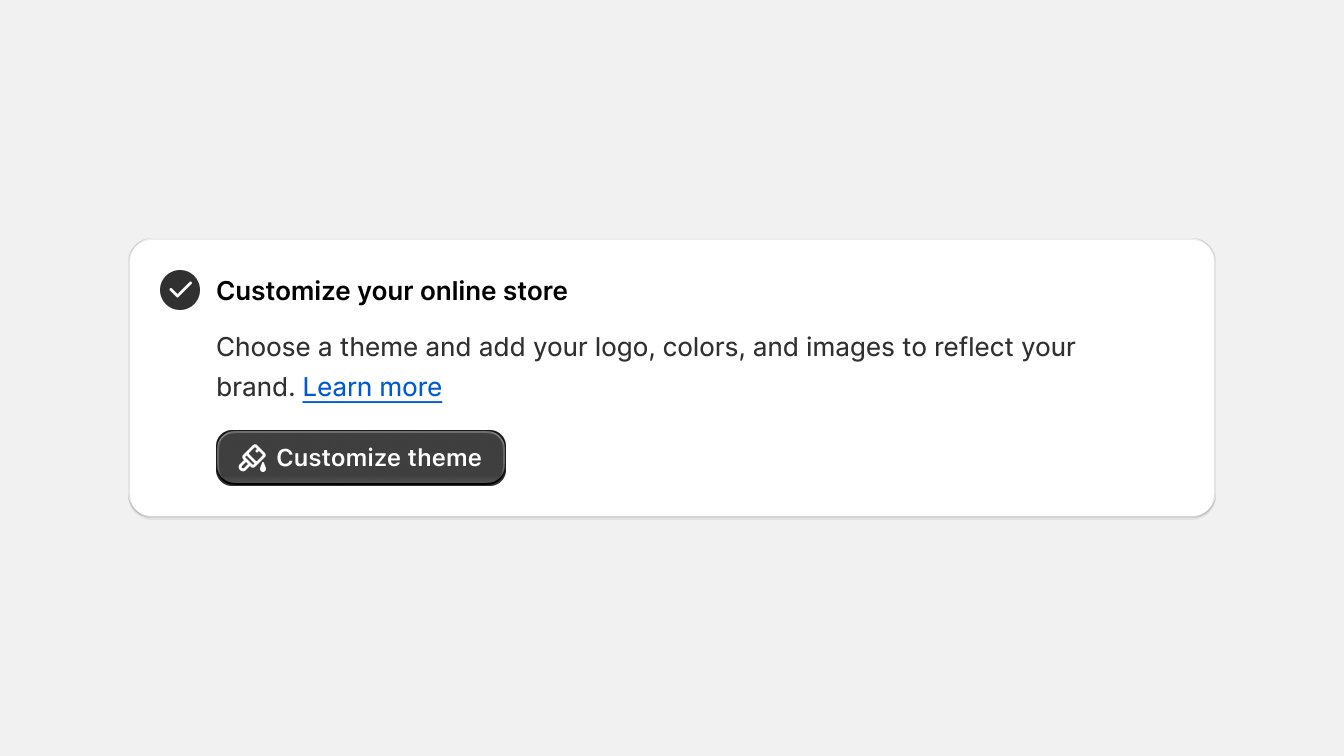 Customize your online store
Choose a theme and add your logo, colors, and images to reflect your
brand. Learn more
Customize theme